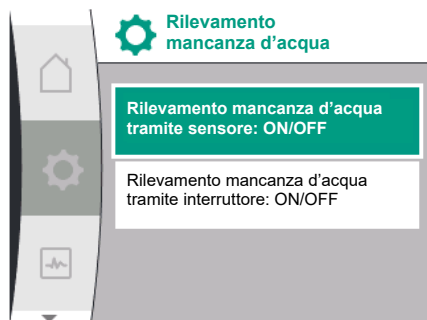 Rilevamento
mancanza d'acqua
Rilevamento mancanza d'acqua
tramite sensore: ON/OFF
Rilevamento mancanza d'acqua
tramite interruttore: ON/OFF